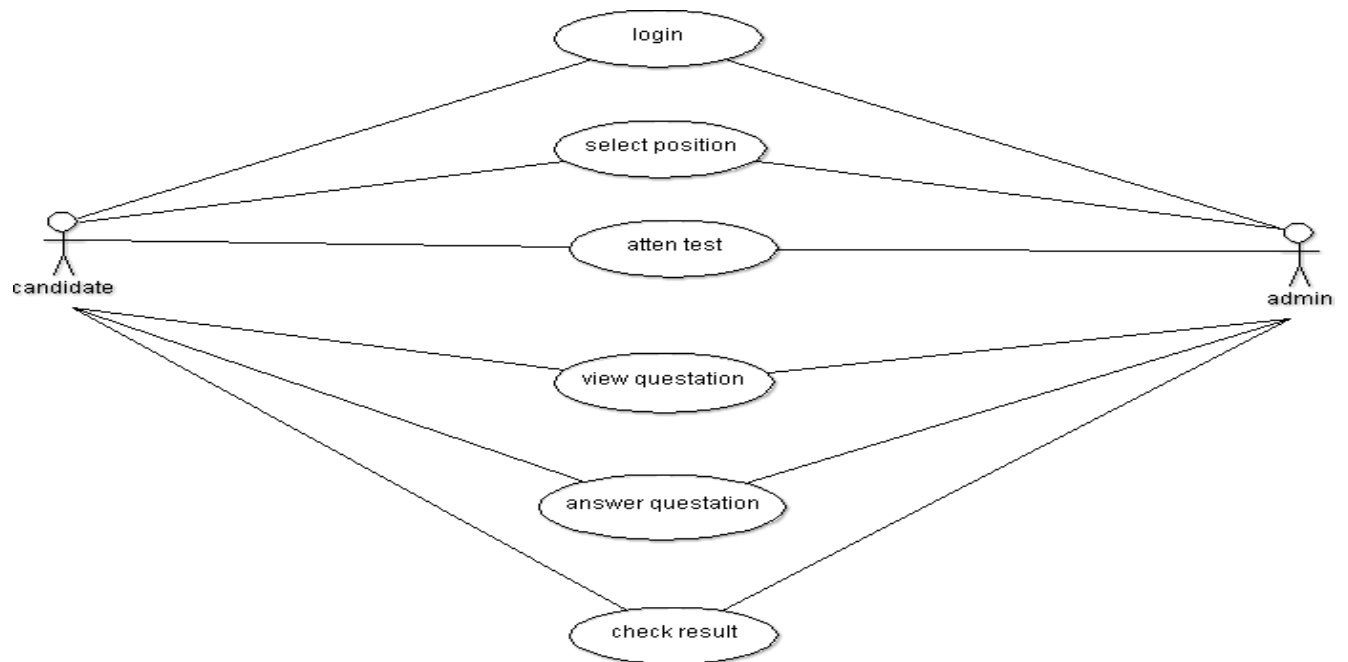 login
select position
atten test
candidate
admin
view questation
answer questation
check result